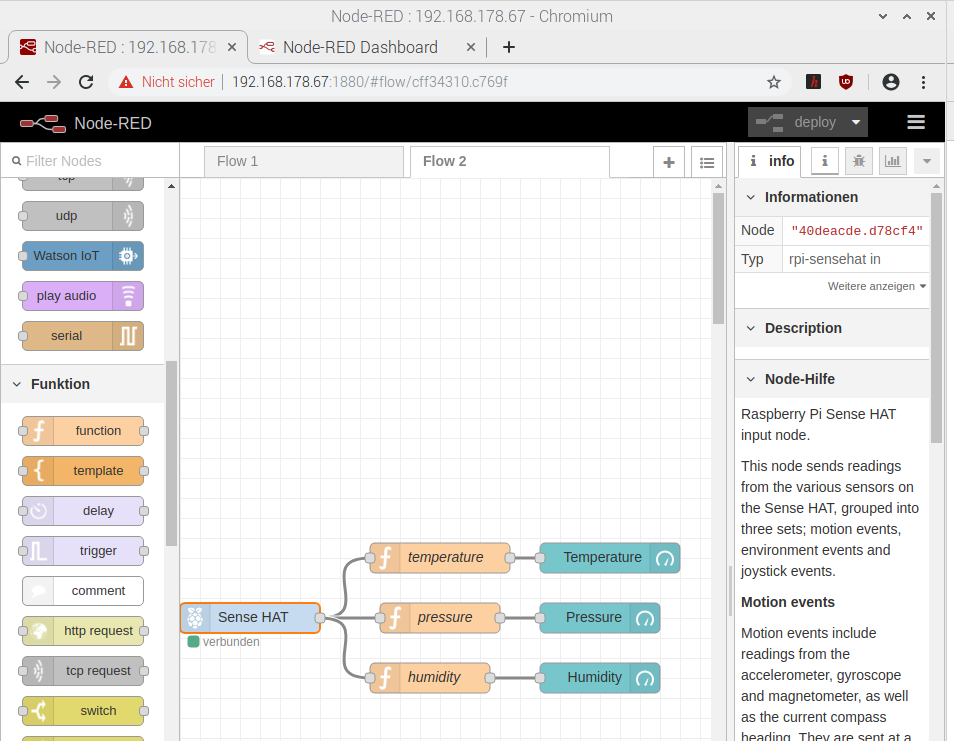 Node-RED : 192.168.178.67 - Chromium
Node-RED : 192.168.178
Node-RED Dashboard
Nicht sicher
192.168.178.67:1880/#flow/cff34310.c769f
Node-RED
deploy
Filter Nodes
Flow 1
Flow 2
info
udp
Watson IoT
play audio
serial
Funktion
function
template
delay
trigger
comment
http request
tcp request
switch
temperature
Temperature
Sense HAT
pressure
Pressure
verbunden
humidity
Humidity
Informationen
Node "40deacde.d78cf4"
Typ rpi-sensehat in
Weitere anzeigen
Description
Node-Hilfe
Raspberry Pi Sense HAT
input node.
This node sends readings
from the various sensors on
the Sense HAT, grouped into
three sets; motion events,
environment events and
joystick events.
Motion events
Motion events include
readings from the
accelerometer, gyroscope
and magnetometer, as well
as the current compass
heading. They are sent at a